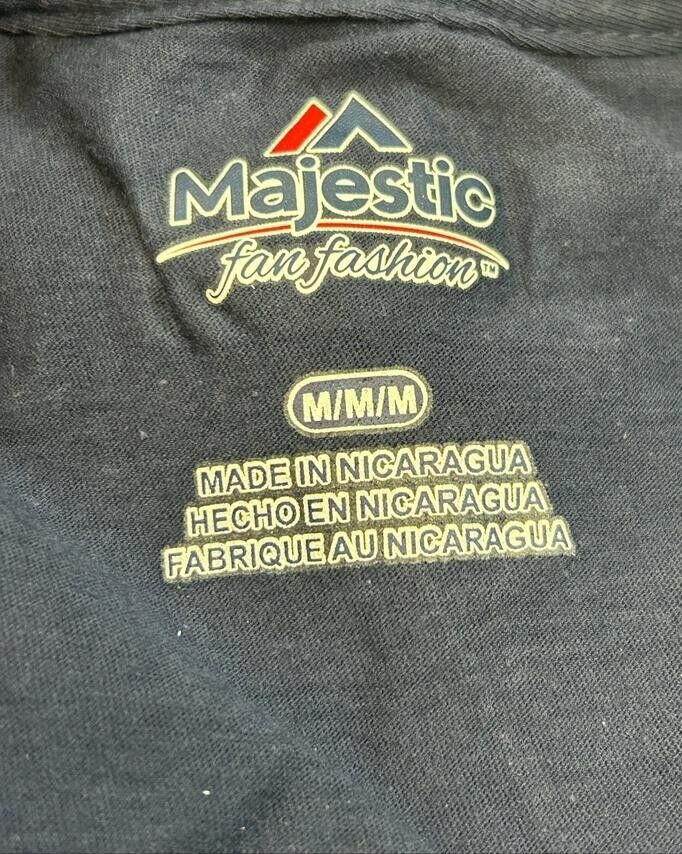 Majestic
fan fashion™
M/M/M
MADE IN NICARAGUA
HECHO EN NICARAGUA
FABRIQUE AU NICARAGUA